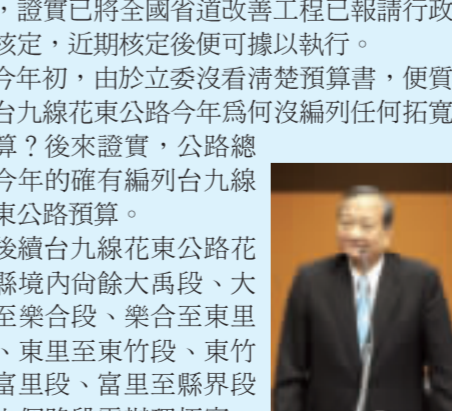 ，證實已將全國省道改善工程已報請行政
核定，近期核定後便可據以執行。
今年初，由於立委沒看清楚預算書，便質
台九線花東公路今年為何沒編列任何拓寬
算？後來證實，公路總
今年的確有編列台九線
東公路預算。
後續台九線花東公路花
縣境內尚餘大禹段、大
至樂合段、樂合至東里
、東里至東竹段、東竹
富里段、富里至縣界段